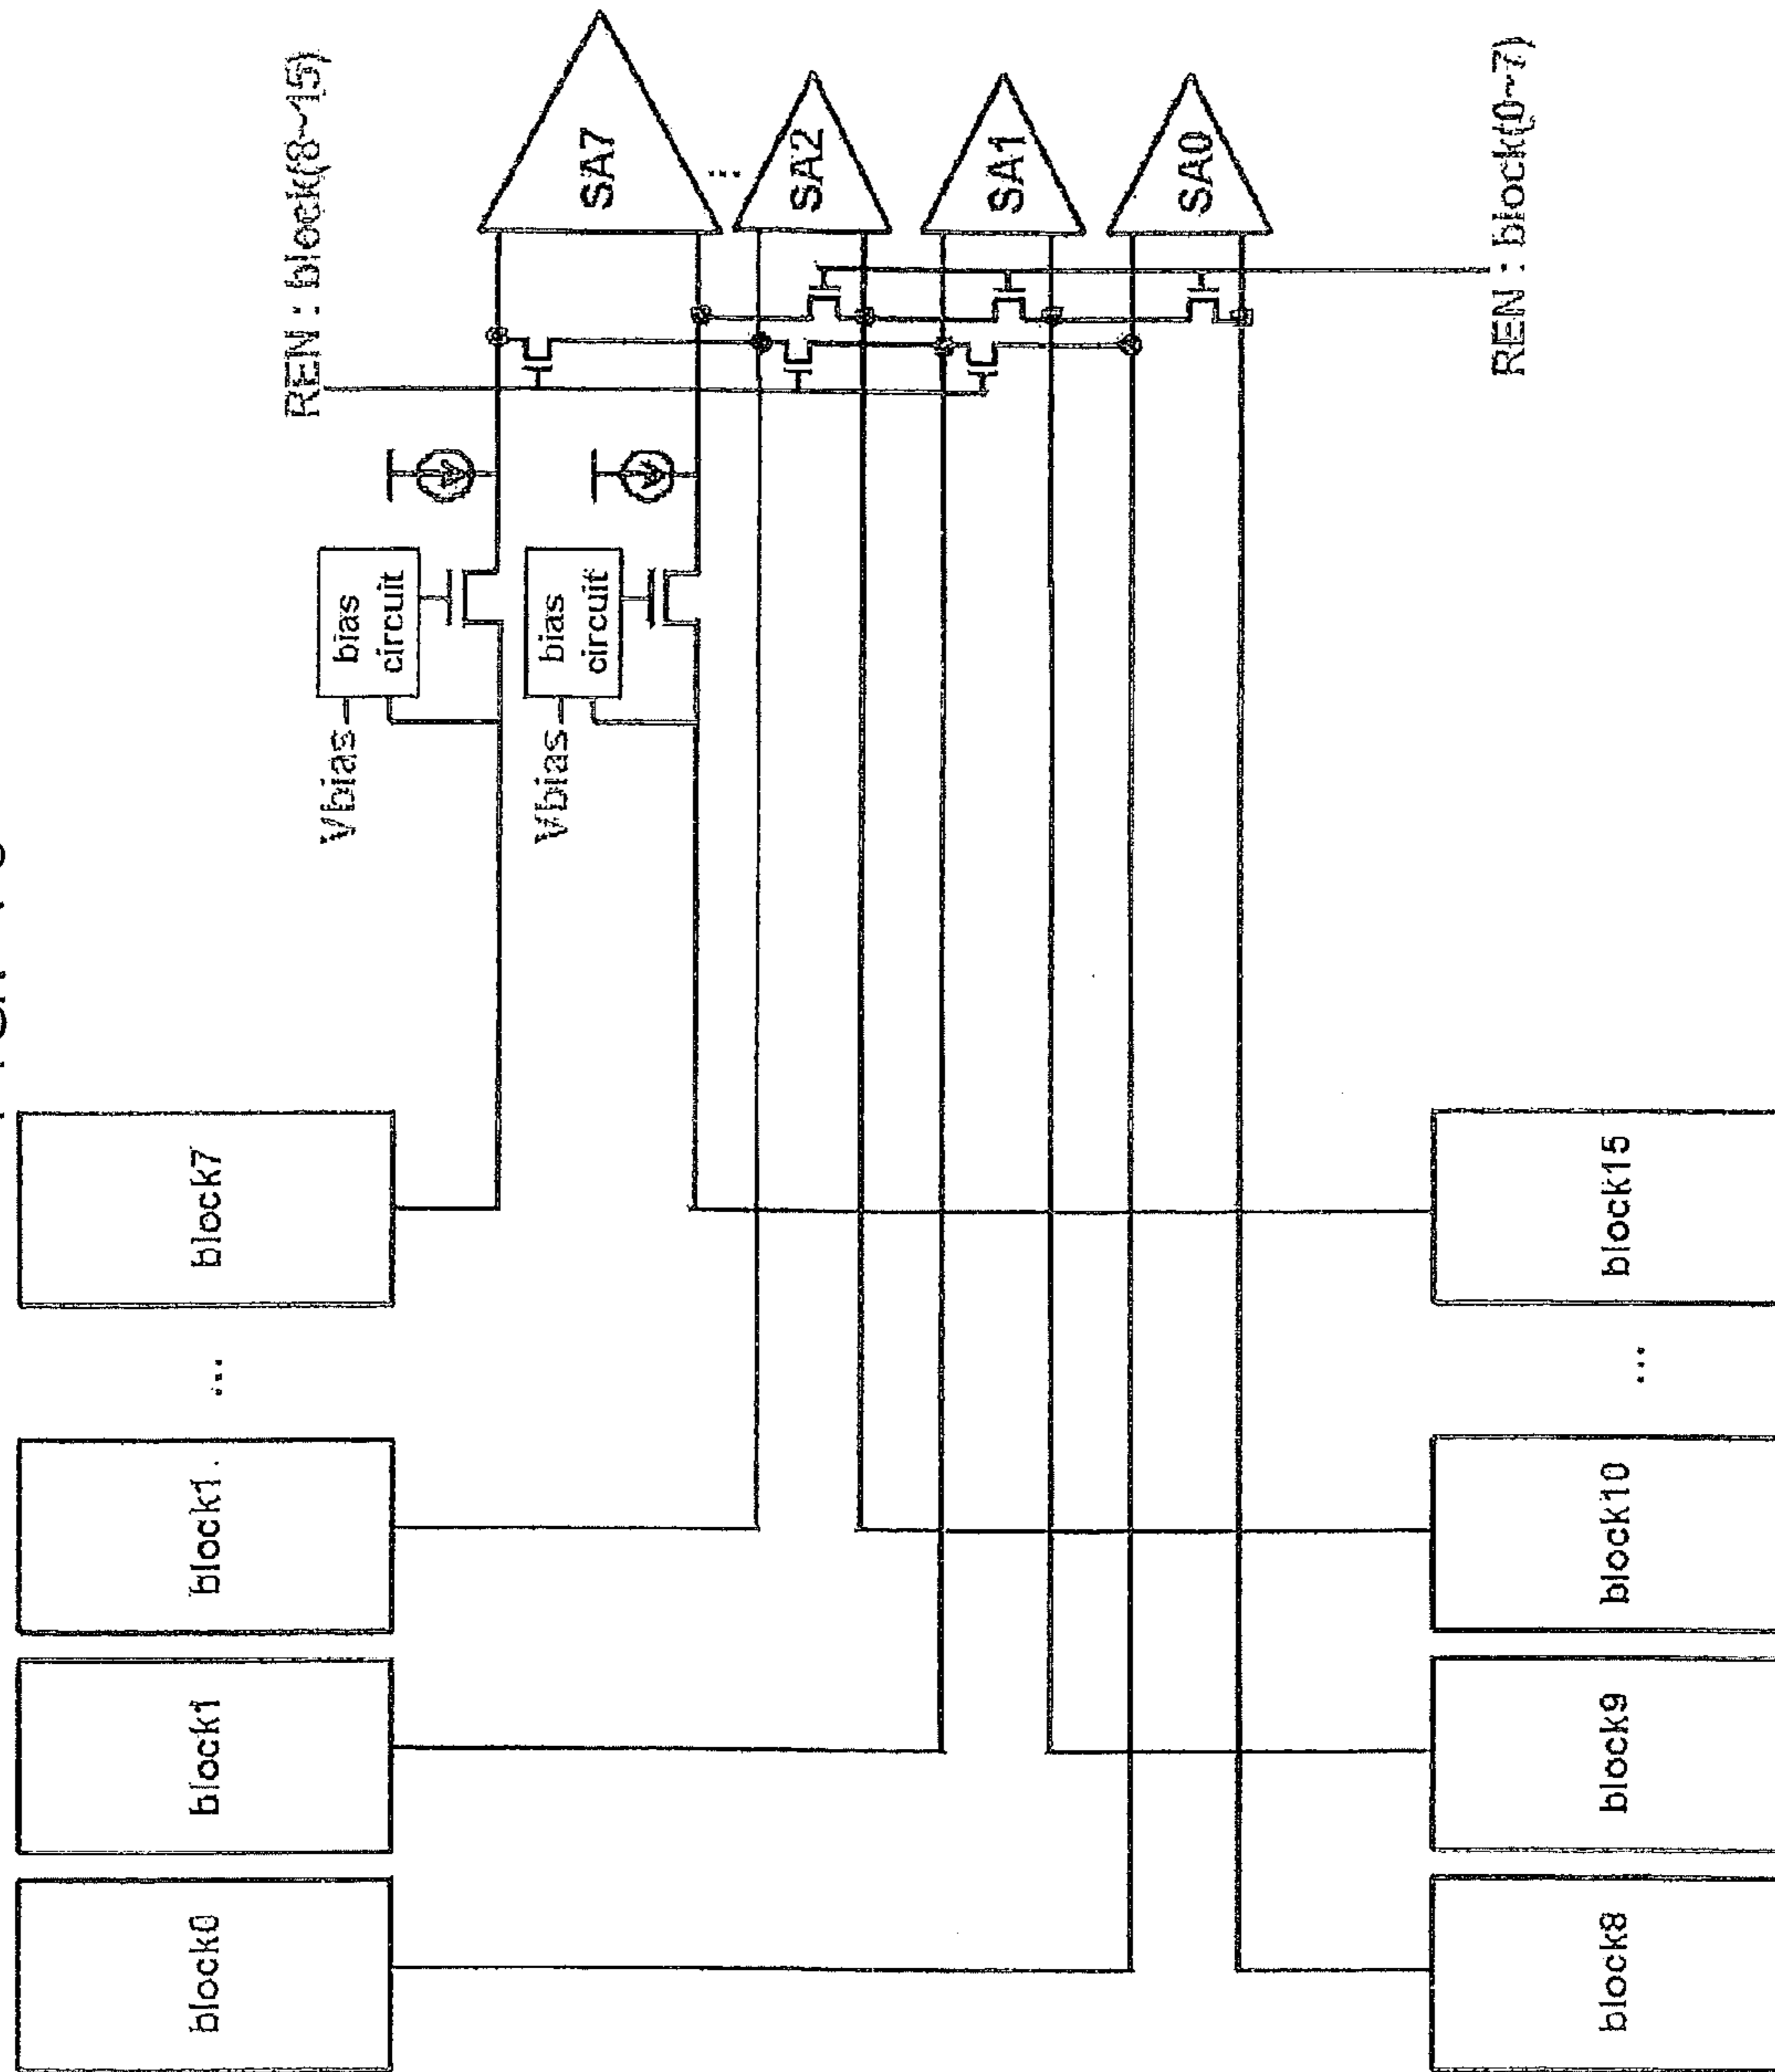 REN : block(8~15)
SA7
...
SA2
SA1
SA0
REN : block(0~7)
bias
circuit
Vbias
bias
circuit
Vbias
block7
...
block1.
block1
block0
block15
...
block10
block9
block8